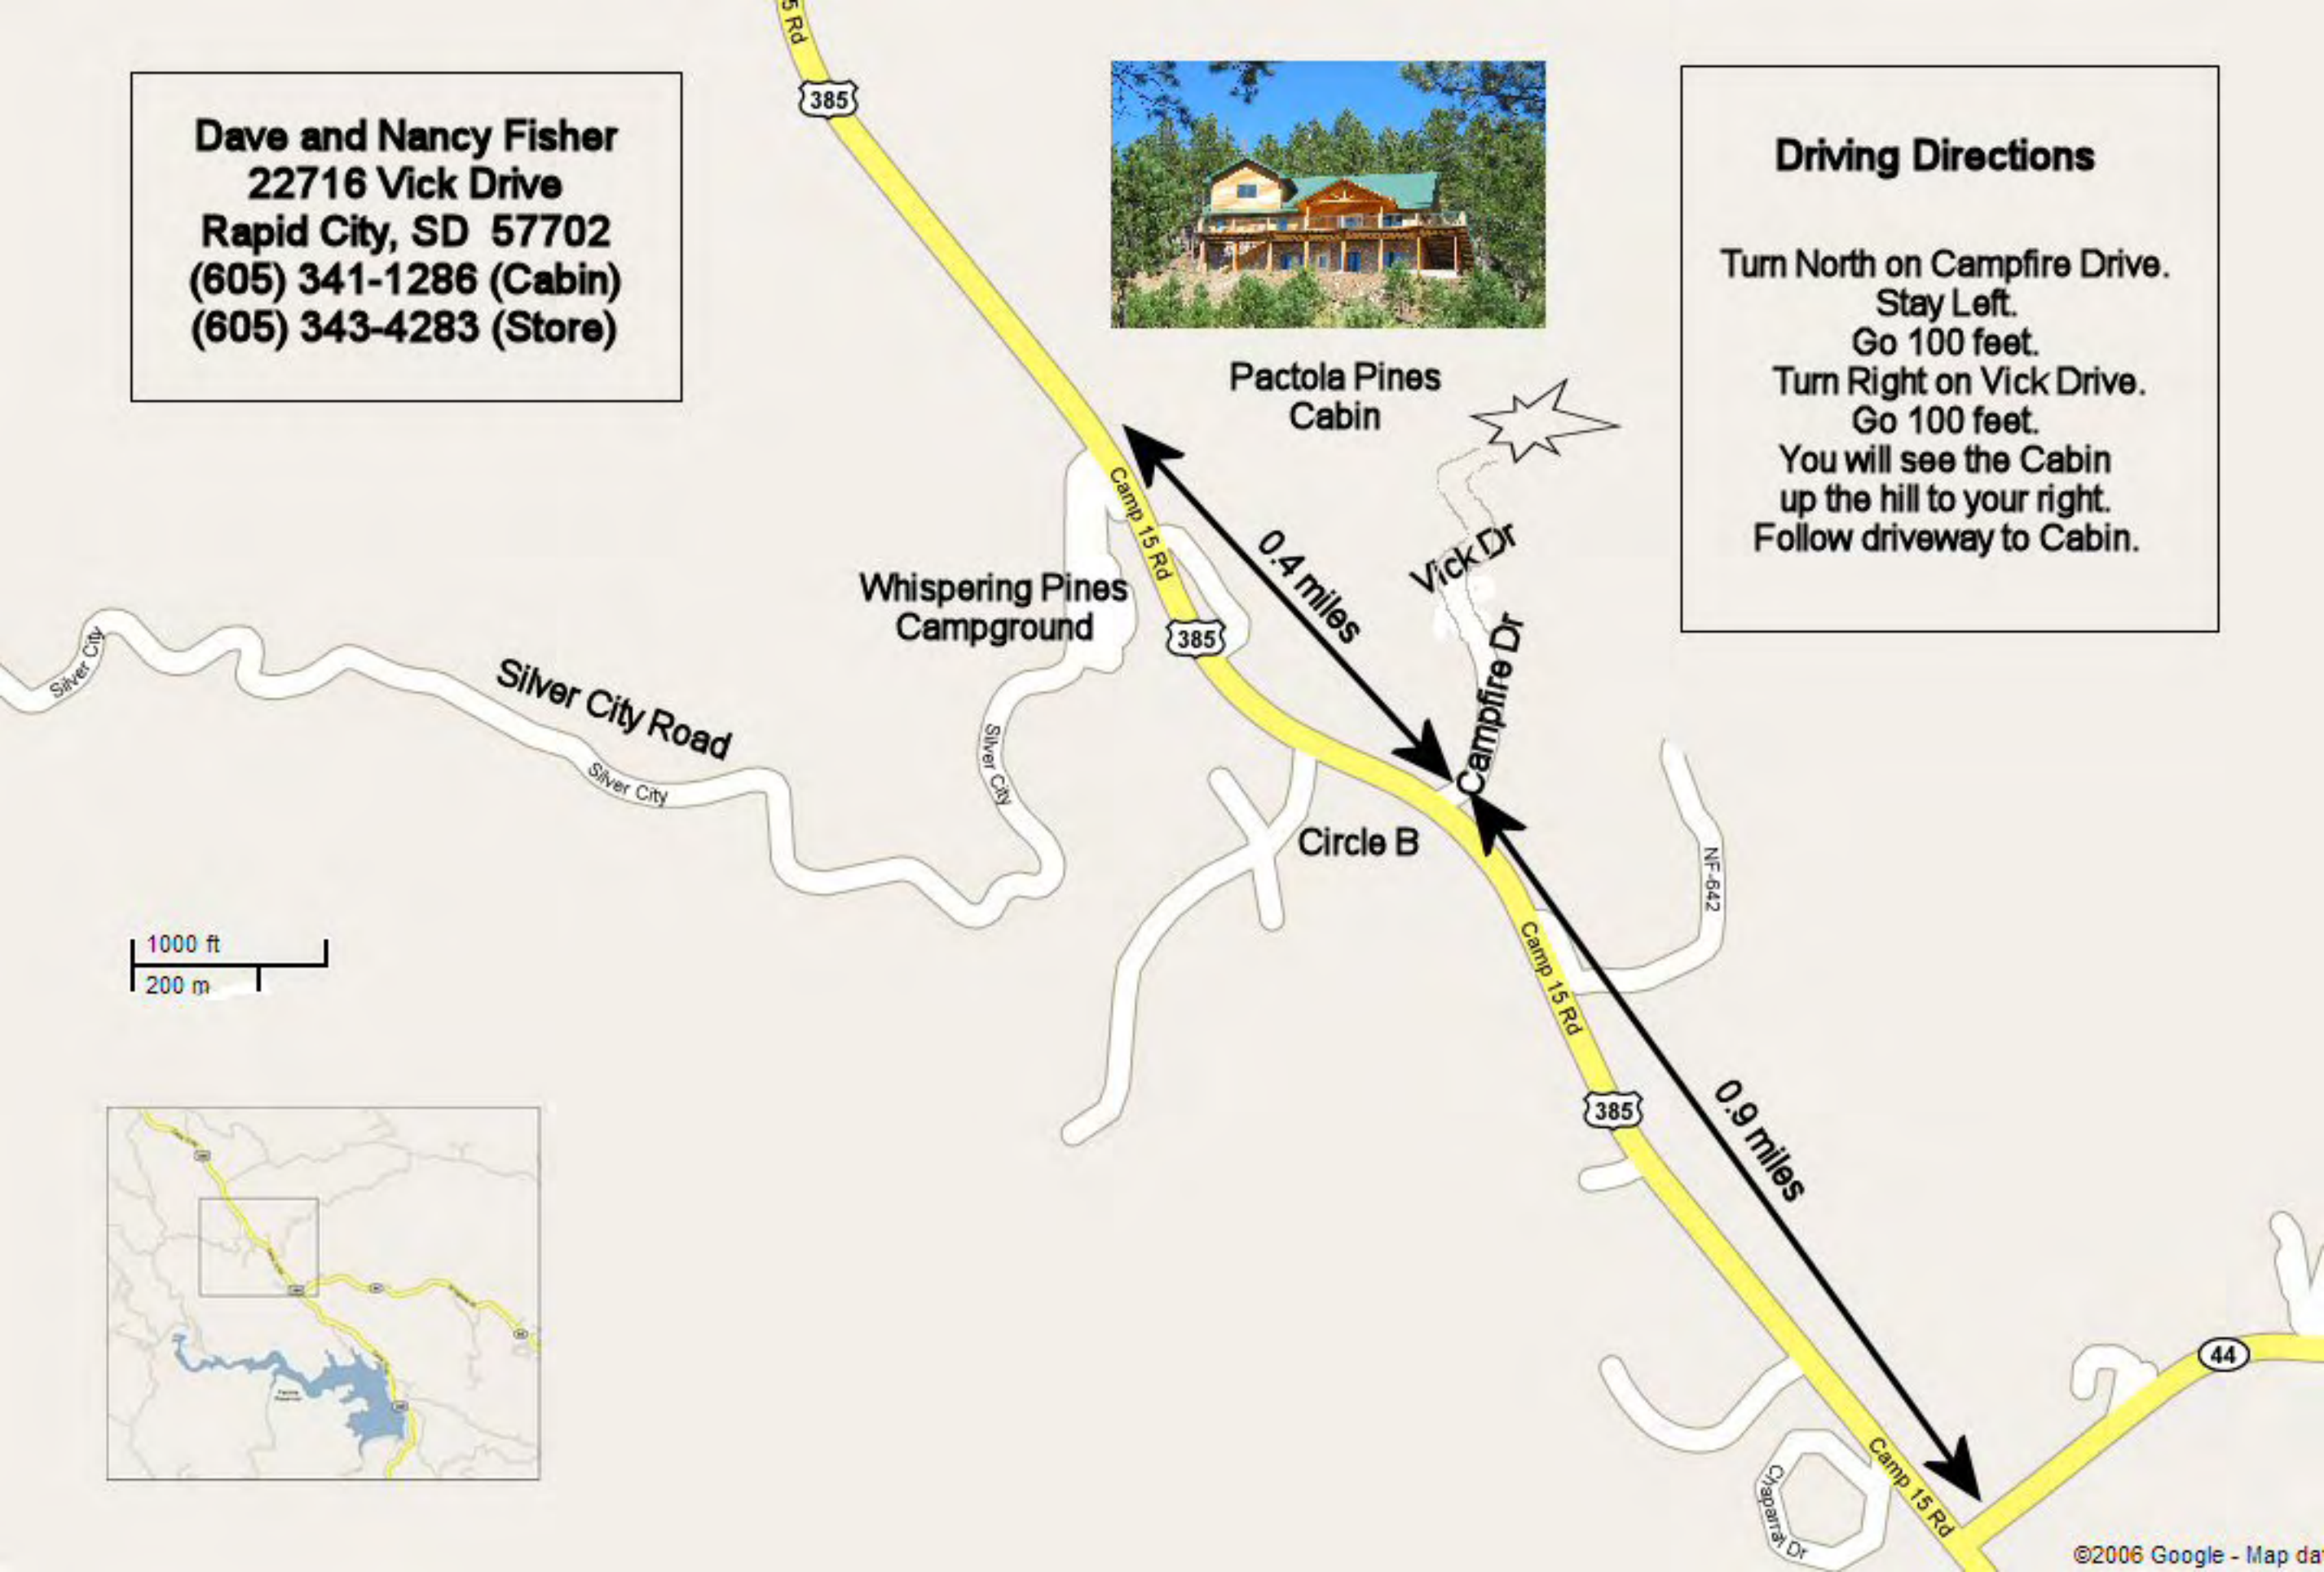 5 Rd
385
Dave and Nancy Fisher
22716 Vick Drive
Rapid City, SD  57702
(605) 341-1286 (Cabin)
(605) 343-4283 (Store)
Driving Directions
Turn North on Campfire Drive.
Stay Left.
Go 100 feet.
Turn Right on Vick Drive.
Go 100 feet.
You will see the Cabin
up the hill to your right.
Follow driveway to Cabin.
Pactola Pines
Cabin
Camp 15 Rd
0.4 miles
Vick Dr
Whispering Pines
Campground
385
Campfire Dr
Silver City
Silver City Road
Silver City
Silver City
Circle B
NF-642
Camp 15 Rd
1000 ft
200 m
385
0.9 miles
44
Camp 15 Rd
Chaparral Dr
©2006 Google - Map da